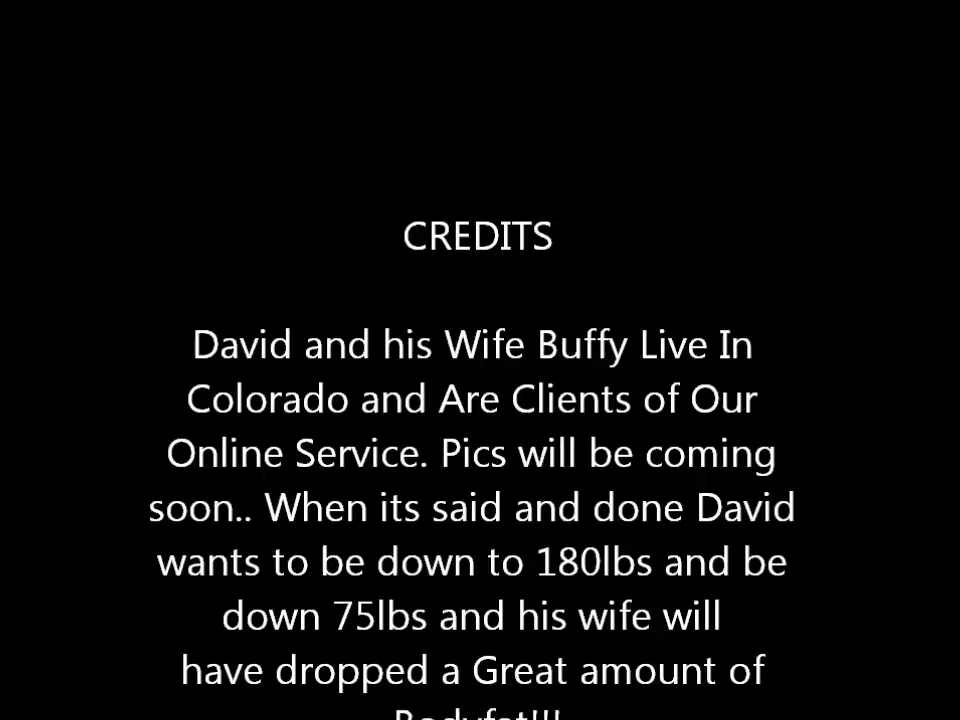 CREDITS
David and his Wife Buffy Live In
Colorado and Are Clients of Our
Online Service. Pics will be coming
soon.. When its said and done David
wants to be down to 180lbs and be
down 75lbs and his wife will
have dropped a Great amount of
Bodyfat!!!